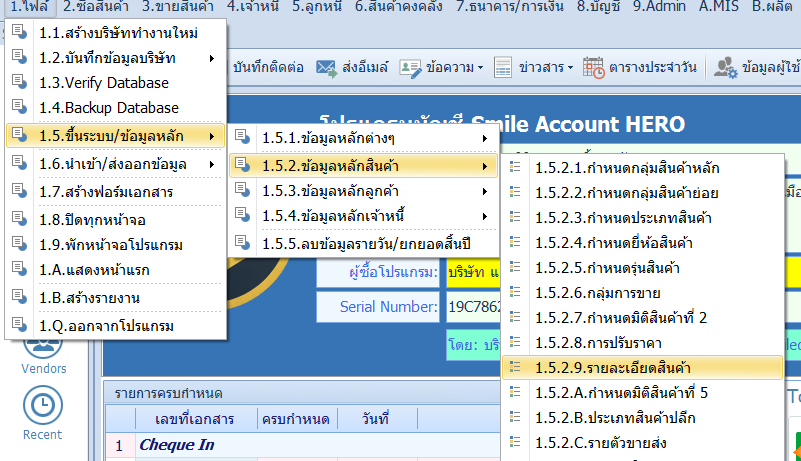 1.ไฟล์ 2.ซื้อสินค้า 3.ขายสินค้า 4.เจ้าหนี้ 5.ลูกหนี้ 6.สินค้าคงคลัง 7.ธนาคาร/การเงิน 8.บัญชี 9.Admin A.MIS B.ผลิต
บันทึกติดต่อ ส่งอีเมล์ ข้อความ ข่าวสาร ตารางประจำวัน ข้อมูลผู้ใช้
โปรแกรมบัญชี Smile Account HERO
1.1.สร้างบริษัททำงานใหม่
1.2.บันทึกข้อมูลบริษัท
1.3.Verify Database
1.4.Backup Database
1.5.ขึ้นระบบ/ข้อมูลหลัก
1.6.นำเข้า/ส่งออกข้อมูล
1.7.สร้างฟอร์มเอกสาร
1.8.ปิดทุกหน้าจอ
1.9.พักหน้าจอโปรแกรม
1.A.แสดงหน้าแรก
1.B.สร้างรายงาน
1.Q.ออกจากโปรแกรม
1.5.1.ข้อมูลหลักต่างๆ
1.5.2.ข้อมูลหลักสินค้า
1.5.3.ข้อมูลหลักลูกค้า
1.5.4.ข้อมูลหลักเจ้าหนี้
1.5.5.ลบข้อมูลรายวัน/ยกยอดสิ้นปี
1.5.2.1.กำหนดกลุ่มสินค้าหลัก
1.5.2.2.กำหนดกลุ่มสินค้าย่อย
1.5.2.3.กำหนดประเภทสินค้า
1.5.2.4.กำหนดยี่ห้อสินค้า
1.5.2.5.กำหนดรุ่นสินค้า
1.5.2.6.กลุ่มการขาย
1.5.2.7.กำหนดมิติสินค้าที่ 2
1.5.2.8.การปรับราคา
1.5.2.9.รายละเอียดสินค้า
1.5.2.A.กำหนดมิติสินค้าที่ 5
1.5.2.B.ประเภทสินค้าปลีก
1.5.2.C.รายตัวขายส่ง
ผู้ซื้อโปรแกรม: บริษัท แ
Serial Number: 19C7862
โดย: บริ
Vendors
Recent
รายการครบกำหนด
เลขที่เอกสาร ครบกำหนด วันที่
1 Cheque In